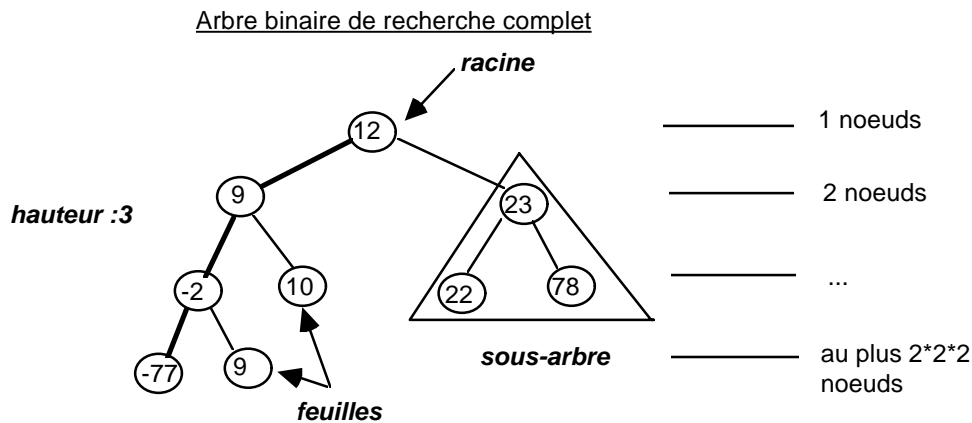 Arbre binaire de recherche complet
racine
12
1 noeuds
9
23
2 noeuds
hauteur :3
-2
10
22
78
...
sous-arbre
-77
9
au plus 2*2*2
noeuds
feuilles